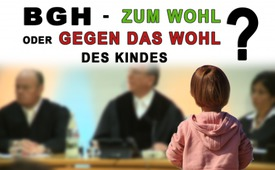 BGH - ZUM WOHL
ODER GEGEN DAS WOHL
DES KINDES ?